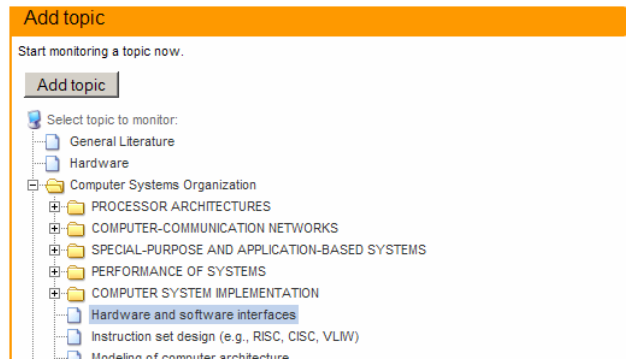 Add topic
Start monitoring a topic now.
Add topic
Select topic to monitor:
General Literature
Hardware
Computer Systems Organization
PROCESSOR ARCHITECTURES
COMPUTER-COMMUNICATION NETWORKS
SPECIAL-PURPOSE AND APPLICATION-BASED SYSTEMS
PERFORMANCE OF SYSTEMS
COMPUTER SYSTEM IMPLEMENTATION
Hardware and software interfaces
Instruction set design (e.g., RISC, CISC, VLIW)
Modeling of computer architecture